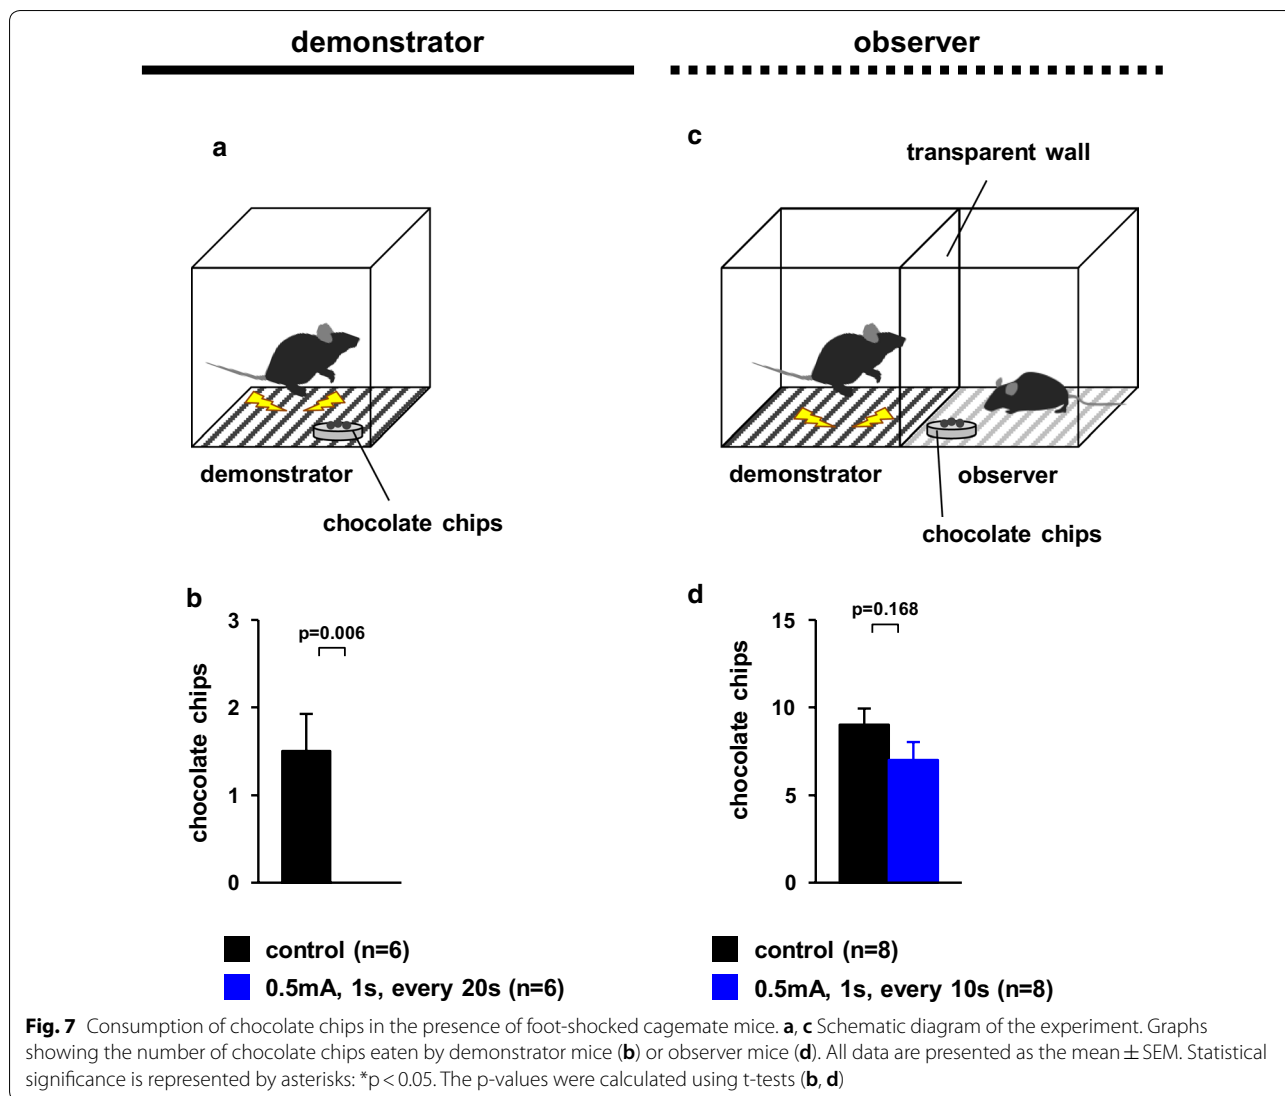 demonstrator
observer
a
demonstrator
chocolate chips
c
transparent wall
demonstrator
observer
chocolate chips
b
3
2
1
0
chocolate chips
p=0.006
control (n=6)
0.5mA, 1s, every 20s (n=6)
d
15
10
5
0
chocolate chips
p=0.168
control (n=8)
0.5mA, 1s, every 10s (n=8)
Fig. 7 Consumption of chocolate chips in the presence of foot-shocked cagemate mice. a, c Schematic diagram of the experiment. Graphs
showing the number of chocolate chips eaten by demonstrator mice (b) or observer mice (d). All data are presented as the mean ± SEM. Statistical
significance is represented by asterisks: *p < 0.05. The p-values were calculated using t-tests (b, d)